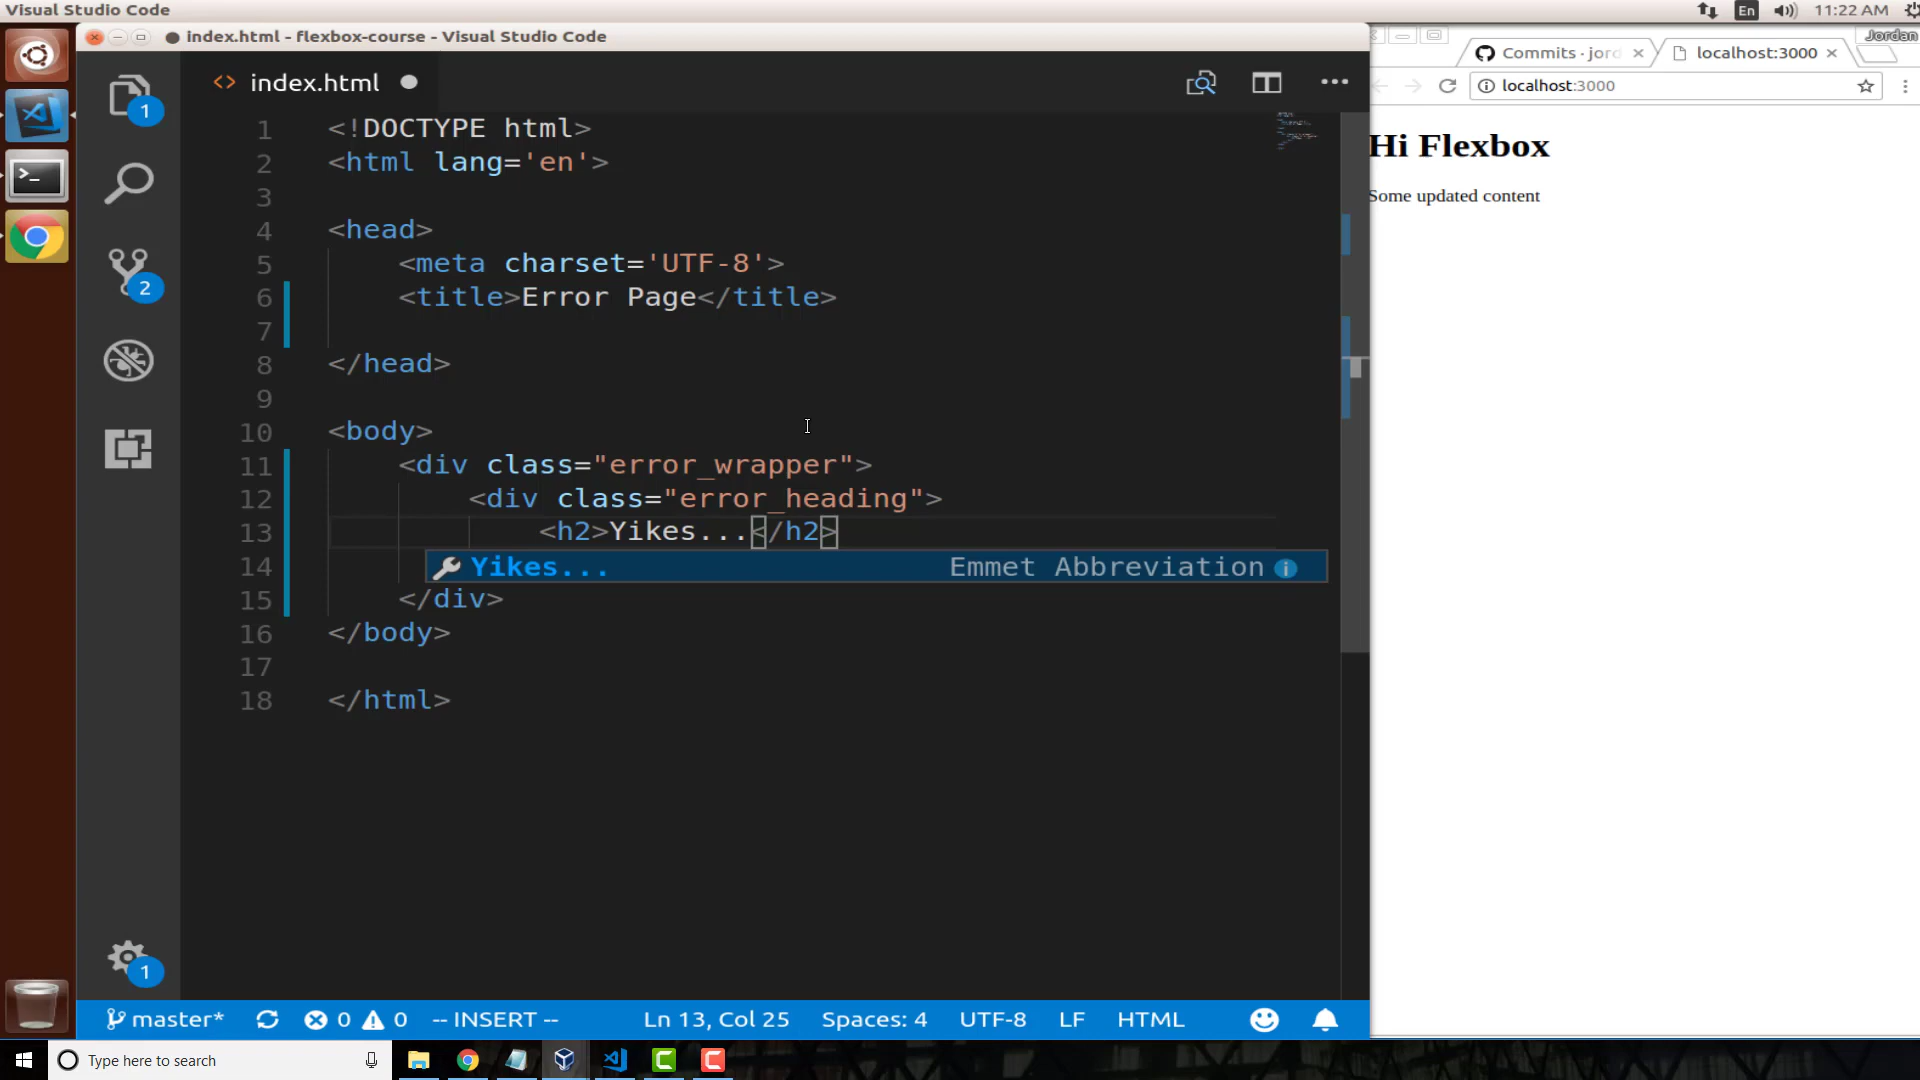 Visual Studio Code
En
11:22 AM
index.html - flexbox-course - Visual Studio Code
Jordan
Commits · jord
localhost:3000
localhost:3000
index.html
1
2
1
1 <!DOCTYPE html>
2 <html lang='en'>
3
4 <head>
5 <meta charset='UTF-8'>
6 <title>Error Page</title>
7
8 </head>
9
10 <body>
11 <div class="error_wrapper">
12 <div class="error_heading">
13 <h2>Yikes...</h2>
14 Yikes... Emmet Abbreviation
15 </div>
16 </body>
17
18 </html>
Hi Flexbox
Some updated content
master* 0 0 -- INSERT -- Ln 13, Col 25 Spaces: 4 UTF-8 LF HTML
Type here to search